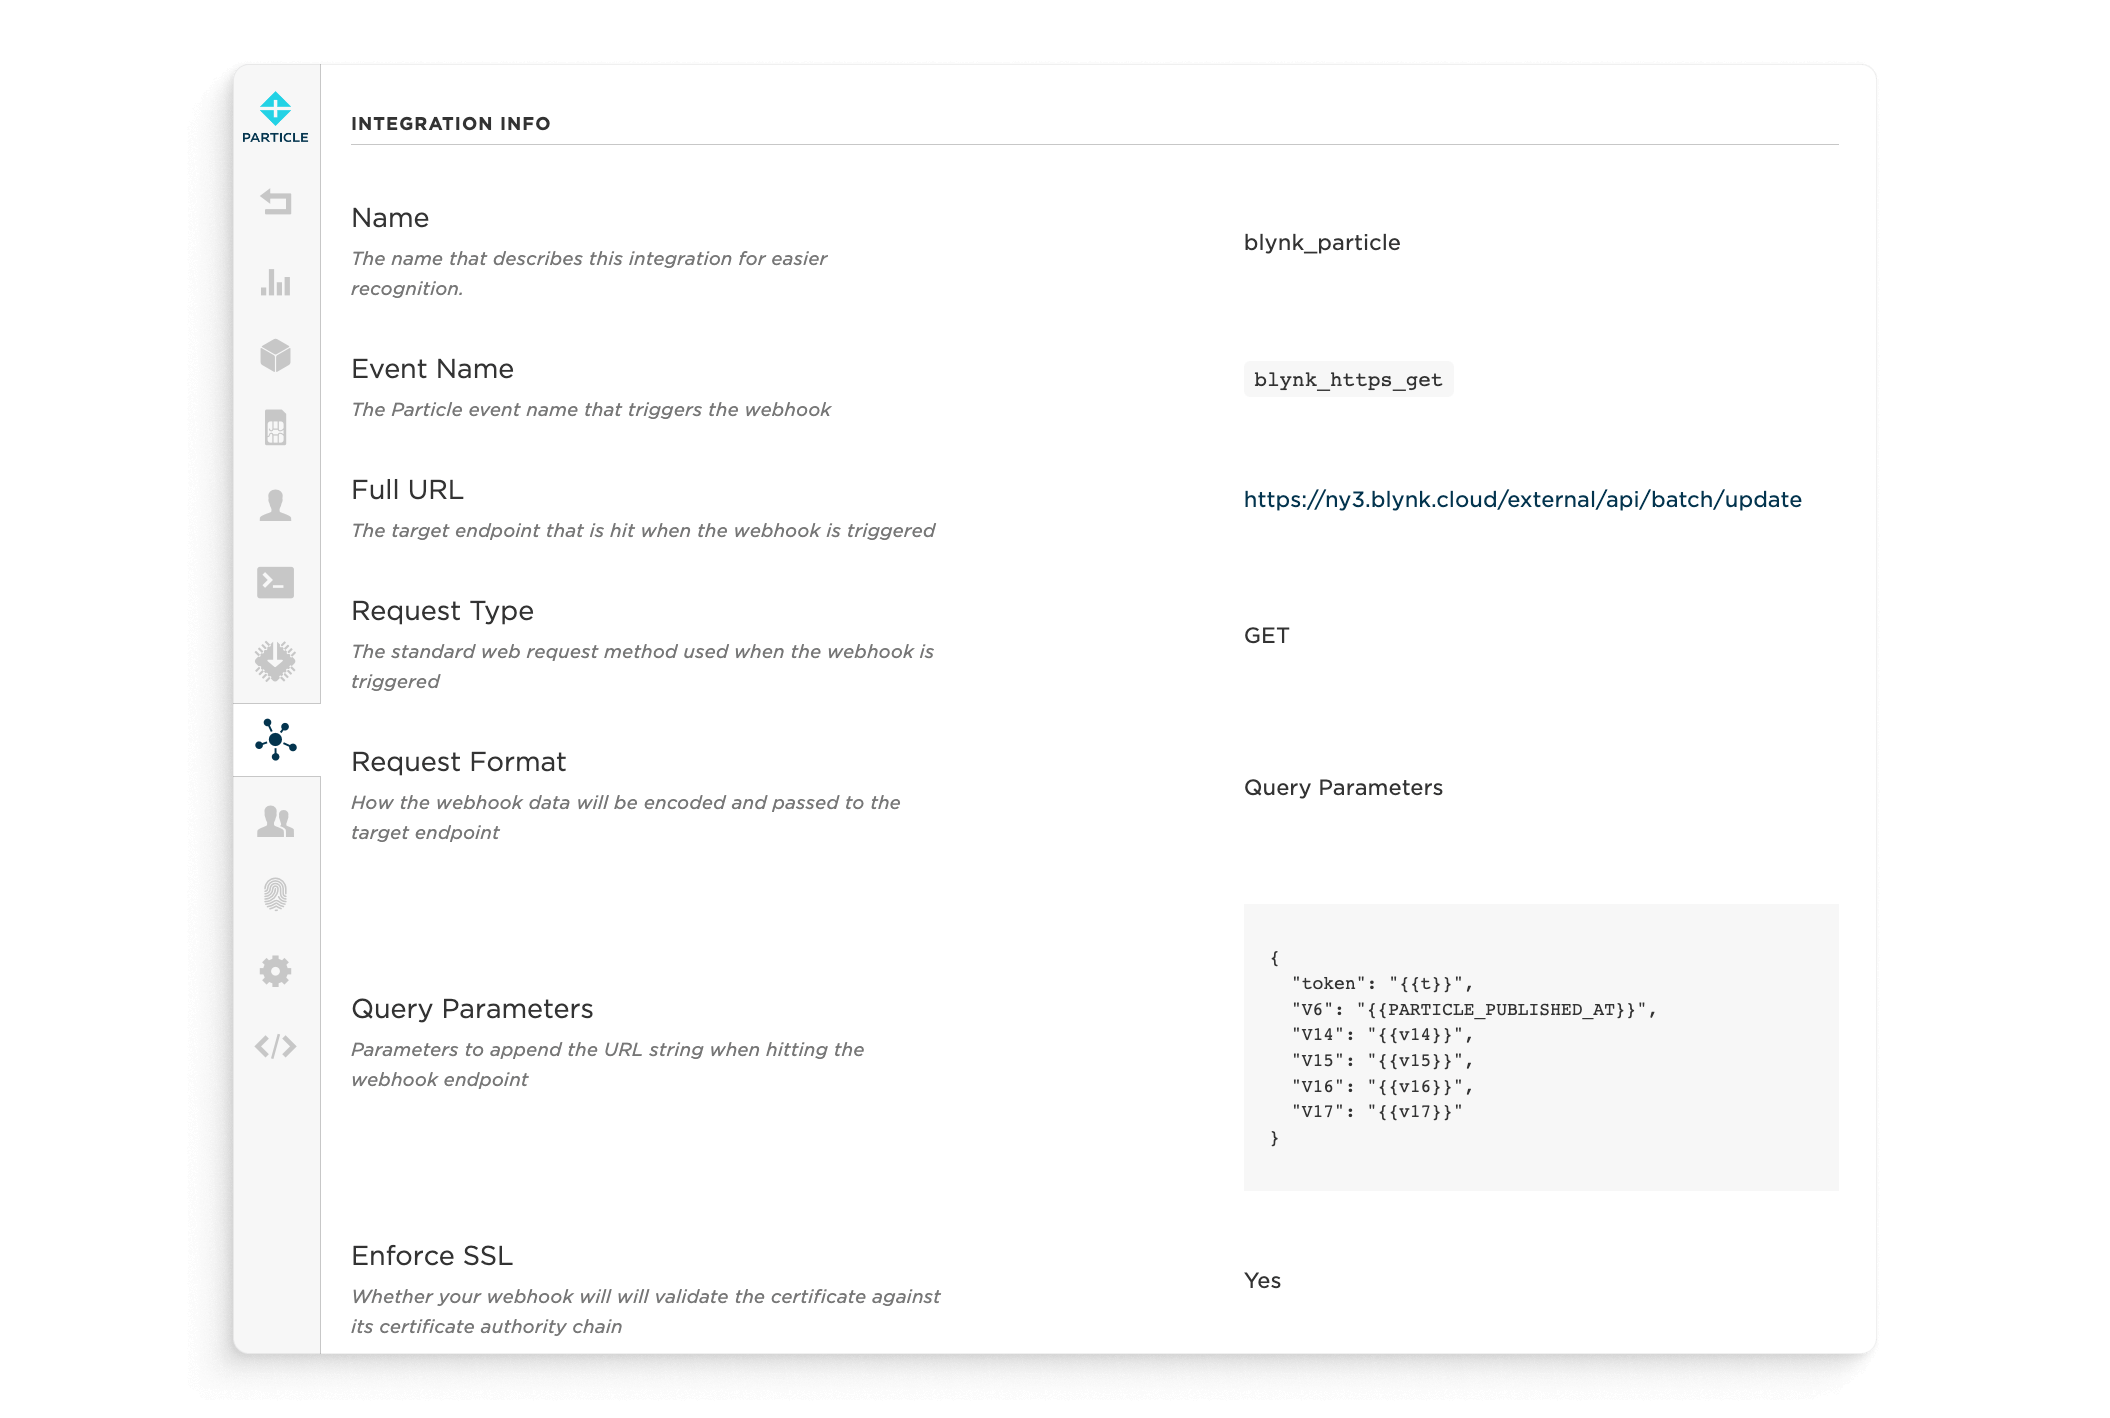 PARTICLE
INTEGRATION INFO
Name
The name that describes this integration for easier
recognition.
blynk_particle
Event Name
The Particle event name that triggers the webhook
blynk_https_get
Full URL
The target endpoint that is hit when the webhook is triggered
https://ny3.blynk.cloud/external/api/batch/update
Request Type
The standard web request method used when the webhook is
triggered
GET
Request Format
How the webhook data will be encoded and passed to the
target endpoint
Query Parameters
Query Parameters
Parameters to append the URL string when hitting the
webhook endpoint
{
"token": "{{t}}",
"V6": "{{PARTICLE_PUBLISHED_AT}}",
"V14": "{{v14}}",
"V15": "{{v15}}",
"V16": "{{v16}}",
"V17": "{{v17}}"
}
Enforce SSL
Whether your webhook will will validate the certificate against
its certificate authority chain
Yes